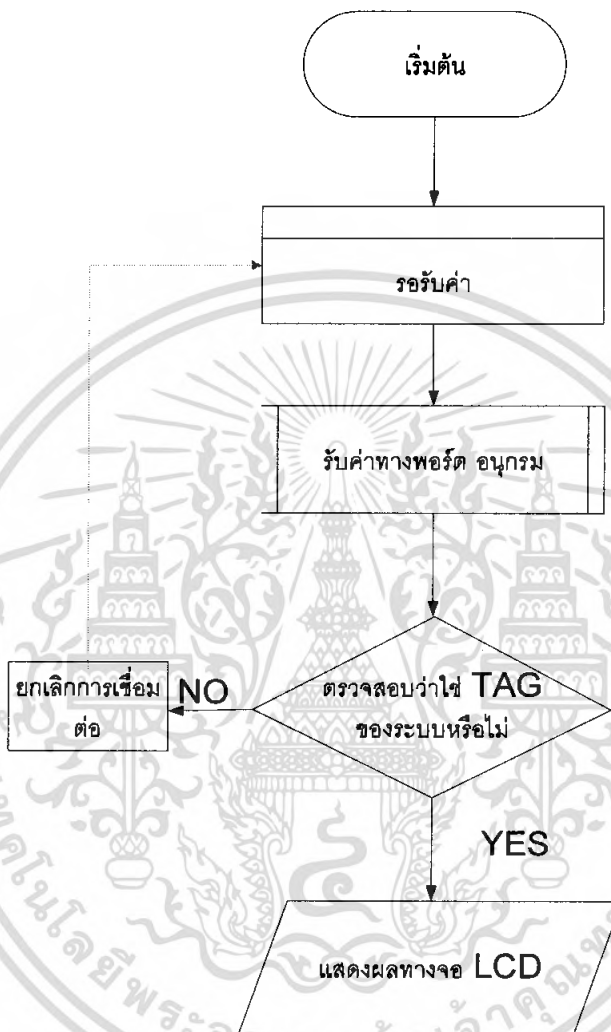 เริ่มต้น
รอรับค่า
รับค่าทางพอร์ต อนุกรม
ตรวจสอบว่าใช่ TAG
ของระบบหรือไม่
NO
ยกเลิกการเชื่อม
ต่อ
YES
แสดงผลทางจอ LCD